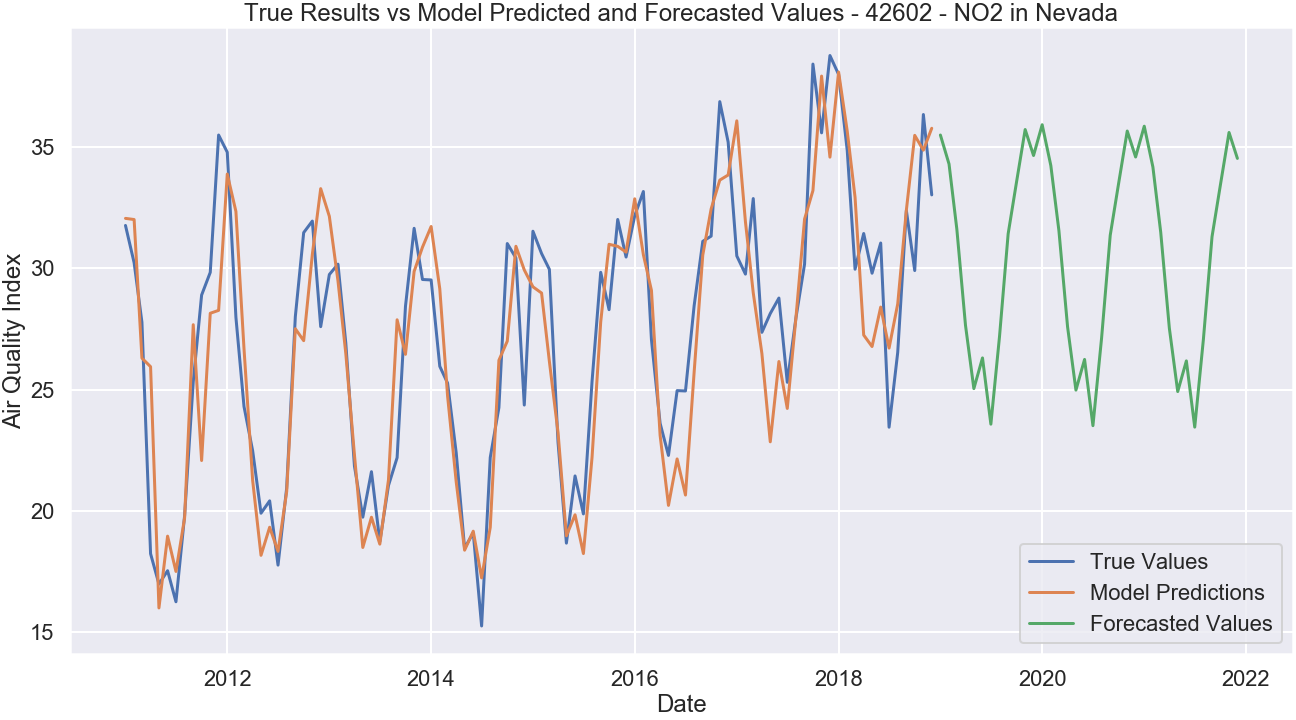 True Results vs Model Predicted and Forecasted Values - 42602 - NO2 in Nevada
Air Quality Index
35
30
25
20
15
2012
2014
2016
2018
2020
2022
Date
True Values
Model Predictions
Forecasted Values